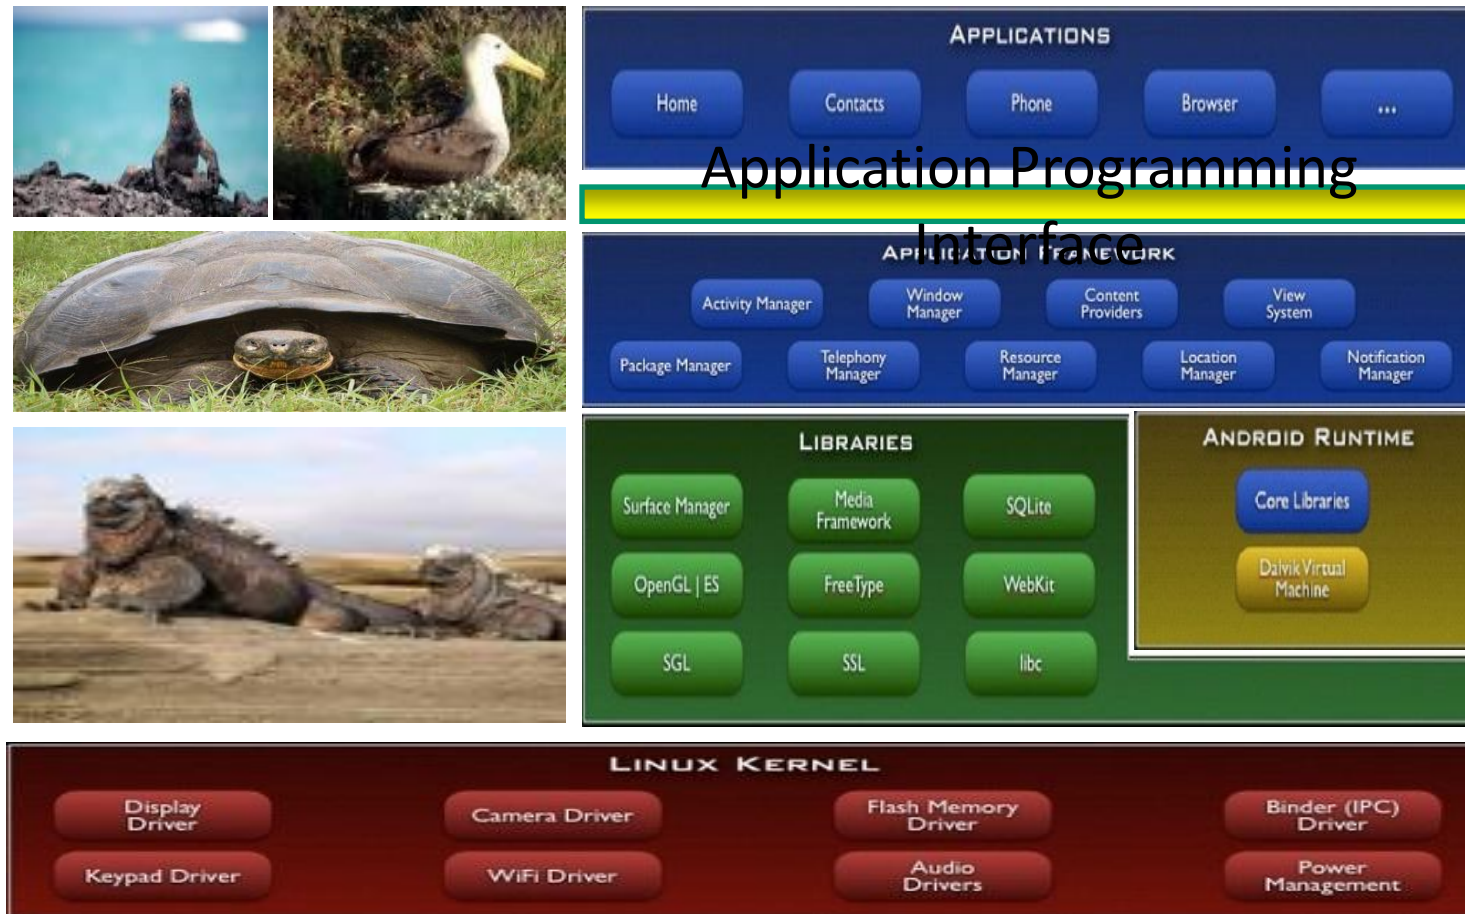 APPLICATIONS
Home
Contacts
Phone
Browser
...
Application Programming
Interface
APPLICATION FRAMEWORK
Activity Manager
Window
Manager
Content
Providers
View
System
Package Manager
Telephony
Manager
Resource
Manager
Location
Manager
Notification
Manager
LIBRARIES
Surface Manager
Media
Framework
SQLite
OpenGL | ES
FreeType
WebKit
SGL
SSL
libc
ANDROID RUNTIME
Core Libraries
Dalvik Virtual
Machine
LINUX KERNEL
Display
Driver
Camera Driver
Flash Memory
Driver
Binder (IPC)
Driver
Keypad Driver
WiFi Driver
Audio
Drivers
Power
Management